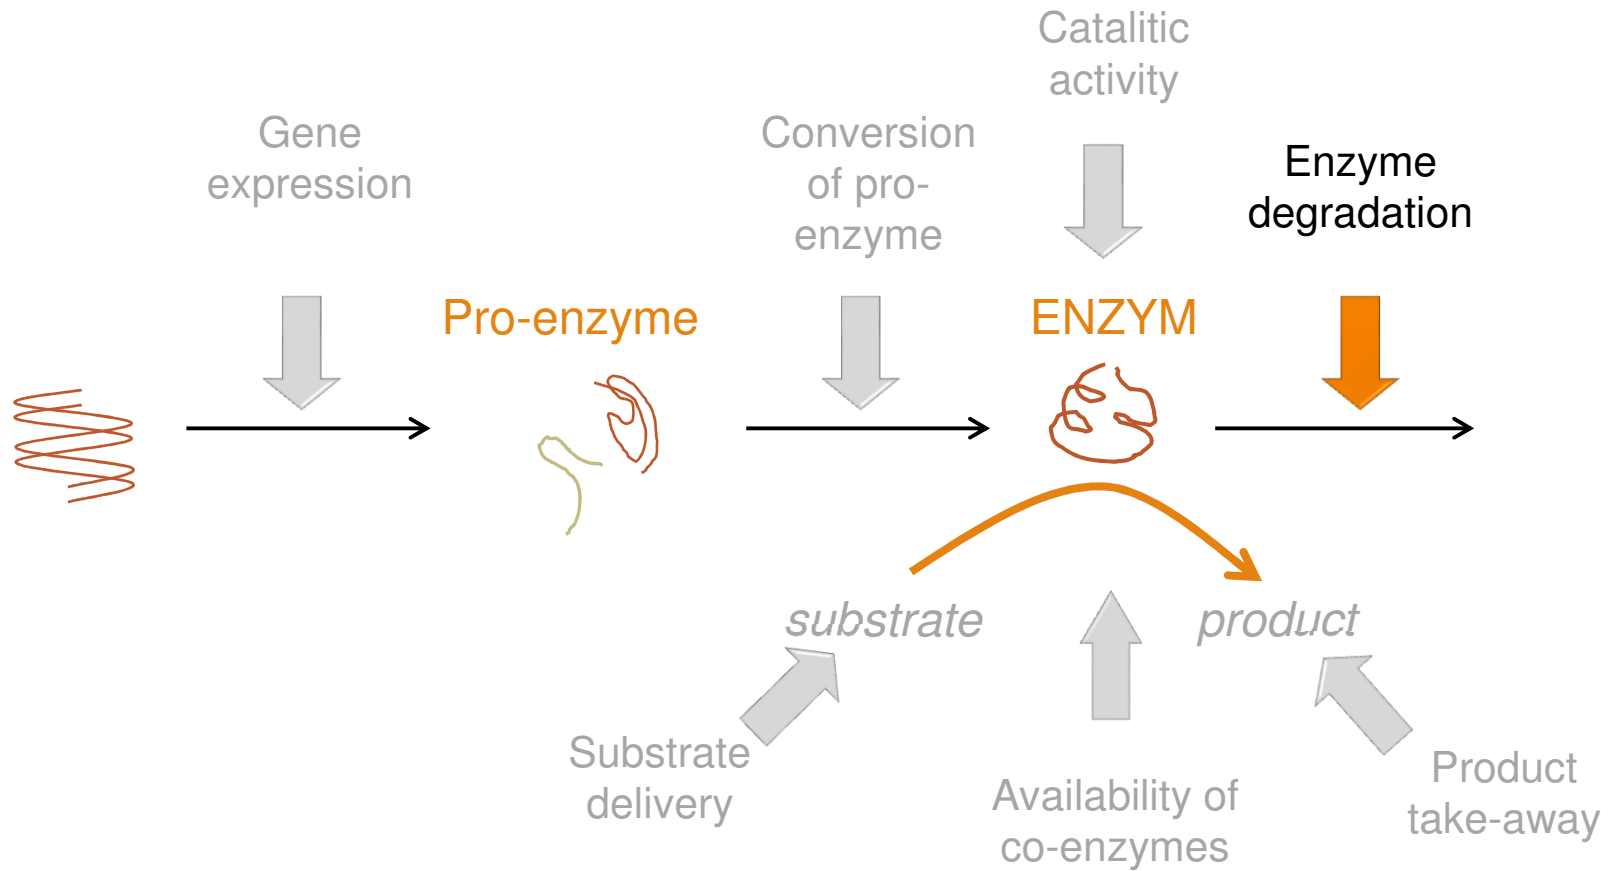 Catalitic
activity
Gene
expression
Conversion
of pro-
enzyme
Enzyme
degradation
Pro-enzyme
ENZYM
substrate
product
Substrate
delivery
Availability of
co-enzymes
Product
take-away